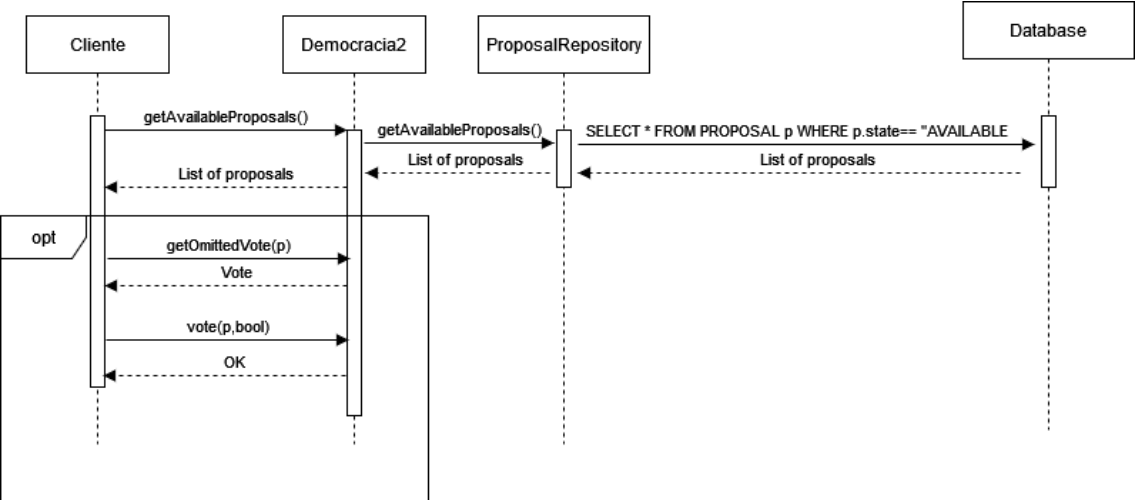 Cliente
Democracia2
ProposalRepository
Database
getAvailableProposals()
getAvailableProposals()
SELECT * FROM PROPOSAL p WHERE p.state== "AVAILABLE
List of proposals
List of proposals
List of proposals
opt
getOmittedVote(p)
Vote
vote(p,bool)
OK